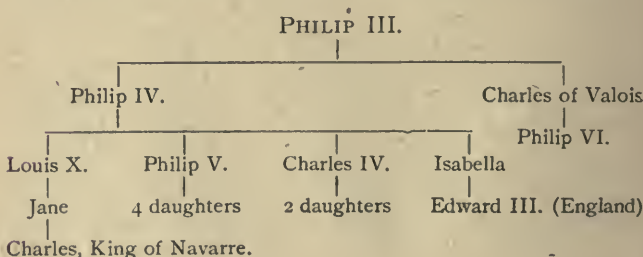 PHILIP III.
Philip IV. Charles of Valois
Philip VI.
Louis X. Philip V. Charles IV. Isabella
Jane 4 daughters 2 daughters Edward III. (England)
Charles, King of Navarre.